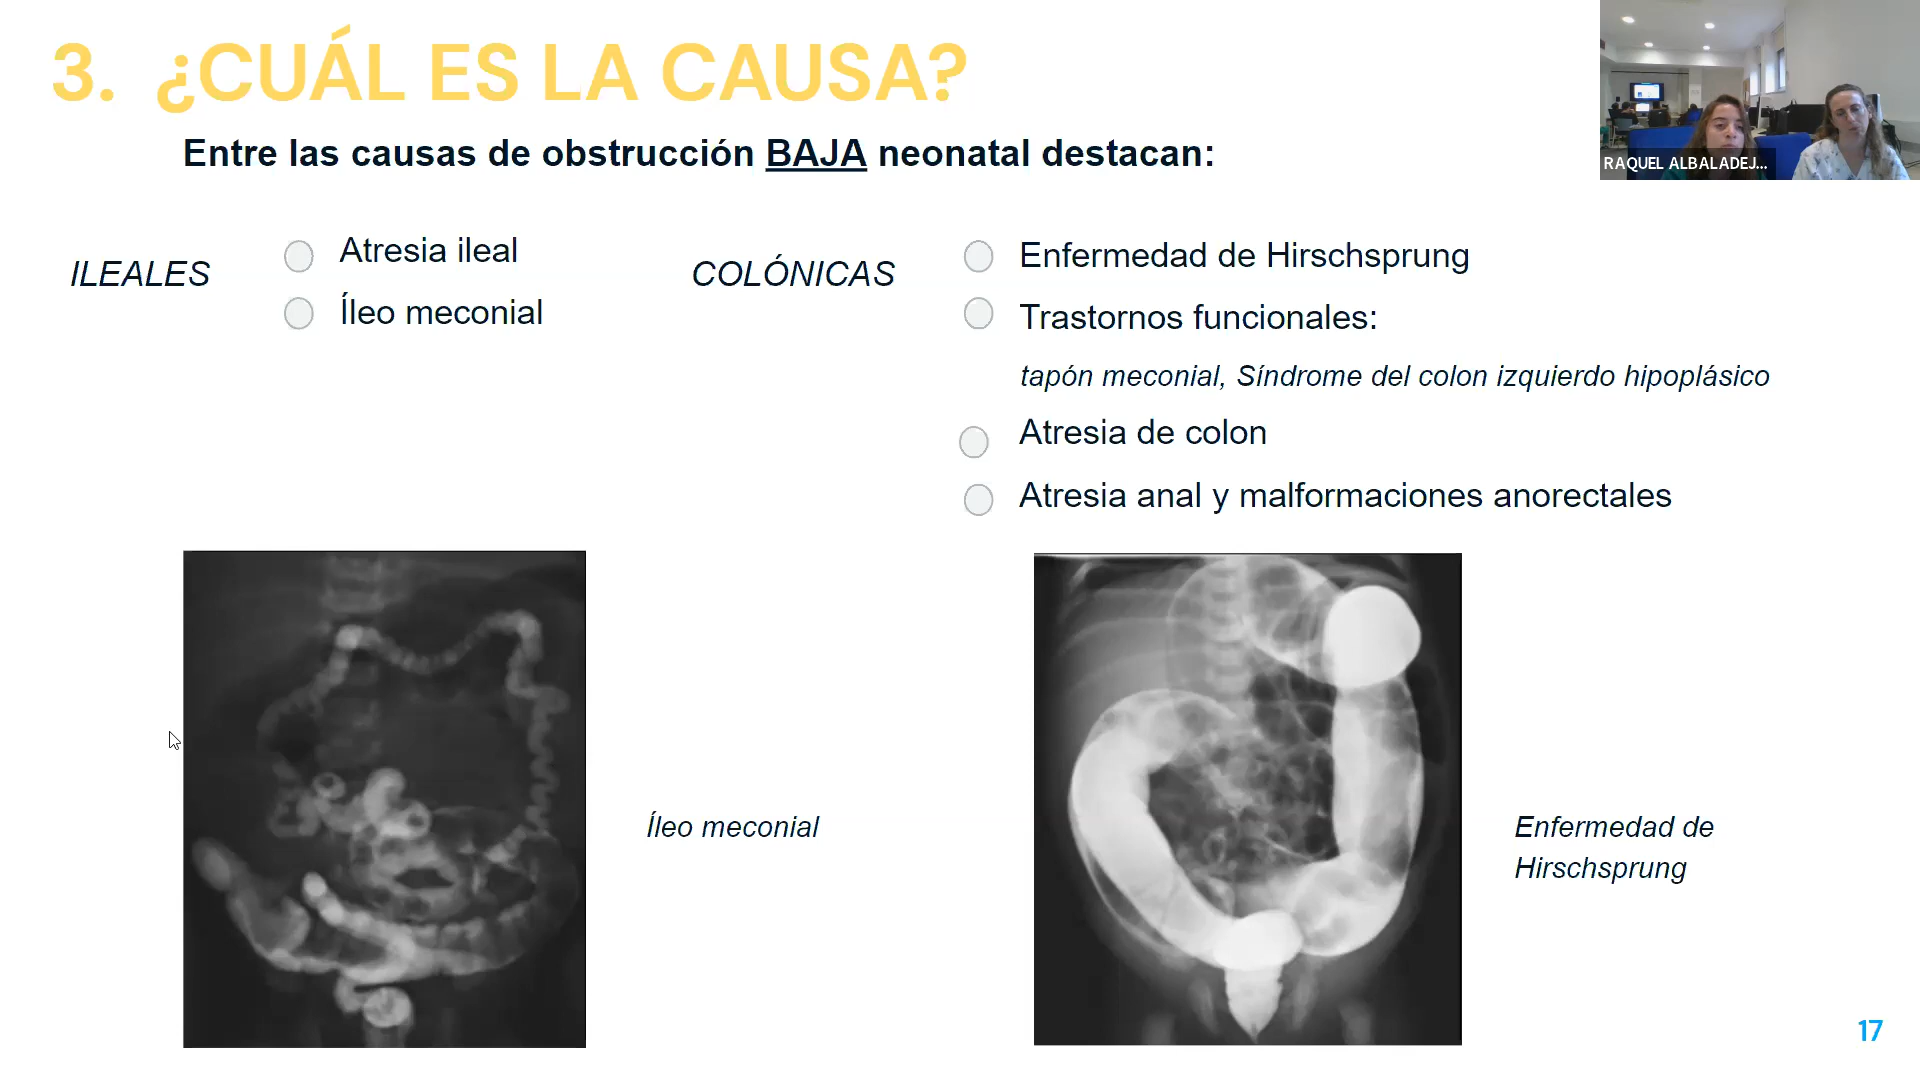 3. ¿CUÁL ES LA CAUSA?
Entre las causas de obstrucción BAJA neonatal destacan:
RAQUEL ALBALADEJ...
ILEALES
Atresia ileal
Íleo meconial
COLÓNICAS
Enfermedad de Hirschsprung
Trastornos funcionales:
tapón meconial, Síndrome del colon izquierdo hipoplásico
Atresia de colon
Atresia anal y malformaciones anorectales
Íleo meconial
Enfermedad de
Hirschsprung
17